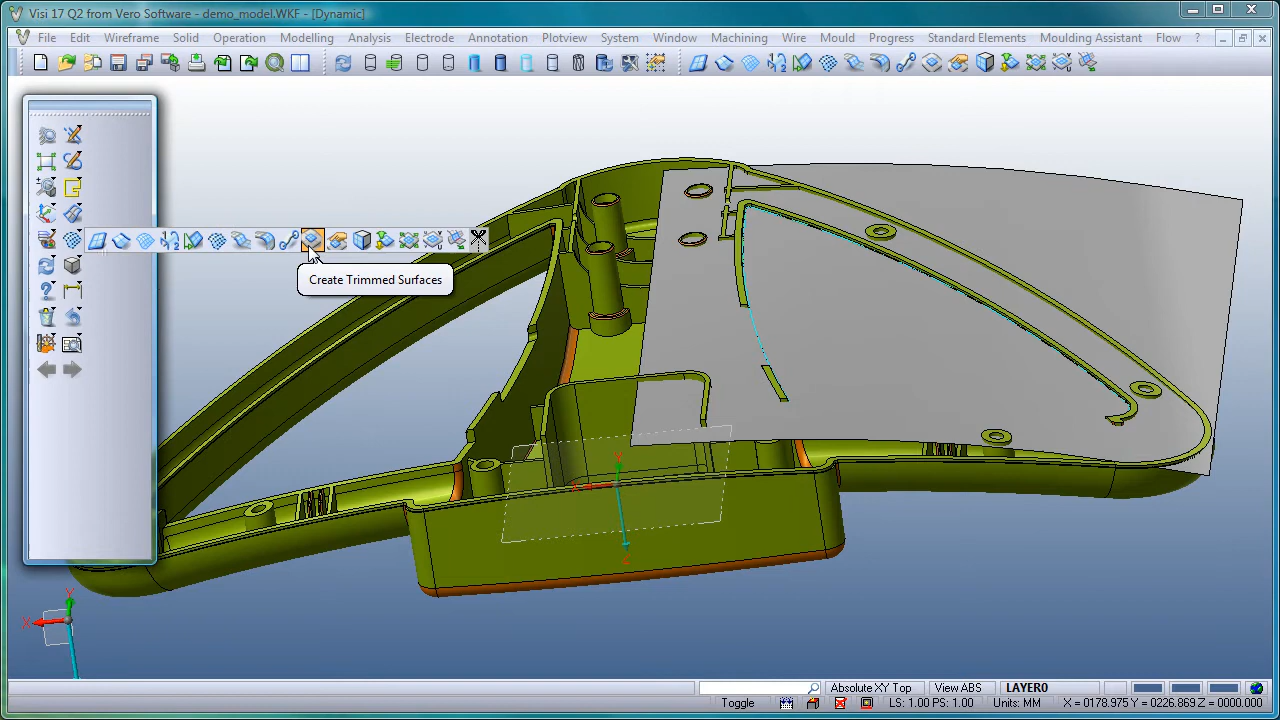 Visi 17 Q2 from Vero Software - demo_model.WKF - [Dynamic]
File Edit Wireframe Solid Operation Modelling Analysis Electrode Annotation Plotview System Window Machining Wire Mould Progress Standard Elements Moulding Assistant Flow ?
Create Trimmed Surfaces
Y
X
Z
Y
X
Absolute XY Top View ABS LAYER0
Toggle LS: 1.00 PS: 1.00 Units: MM X = 0178.975 Y = 0226.869 Z = 0000.000